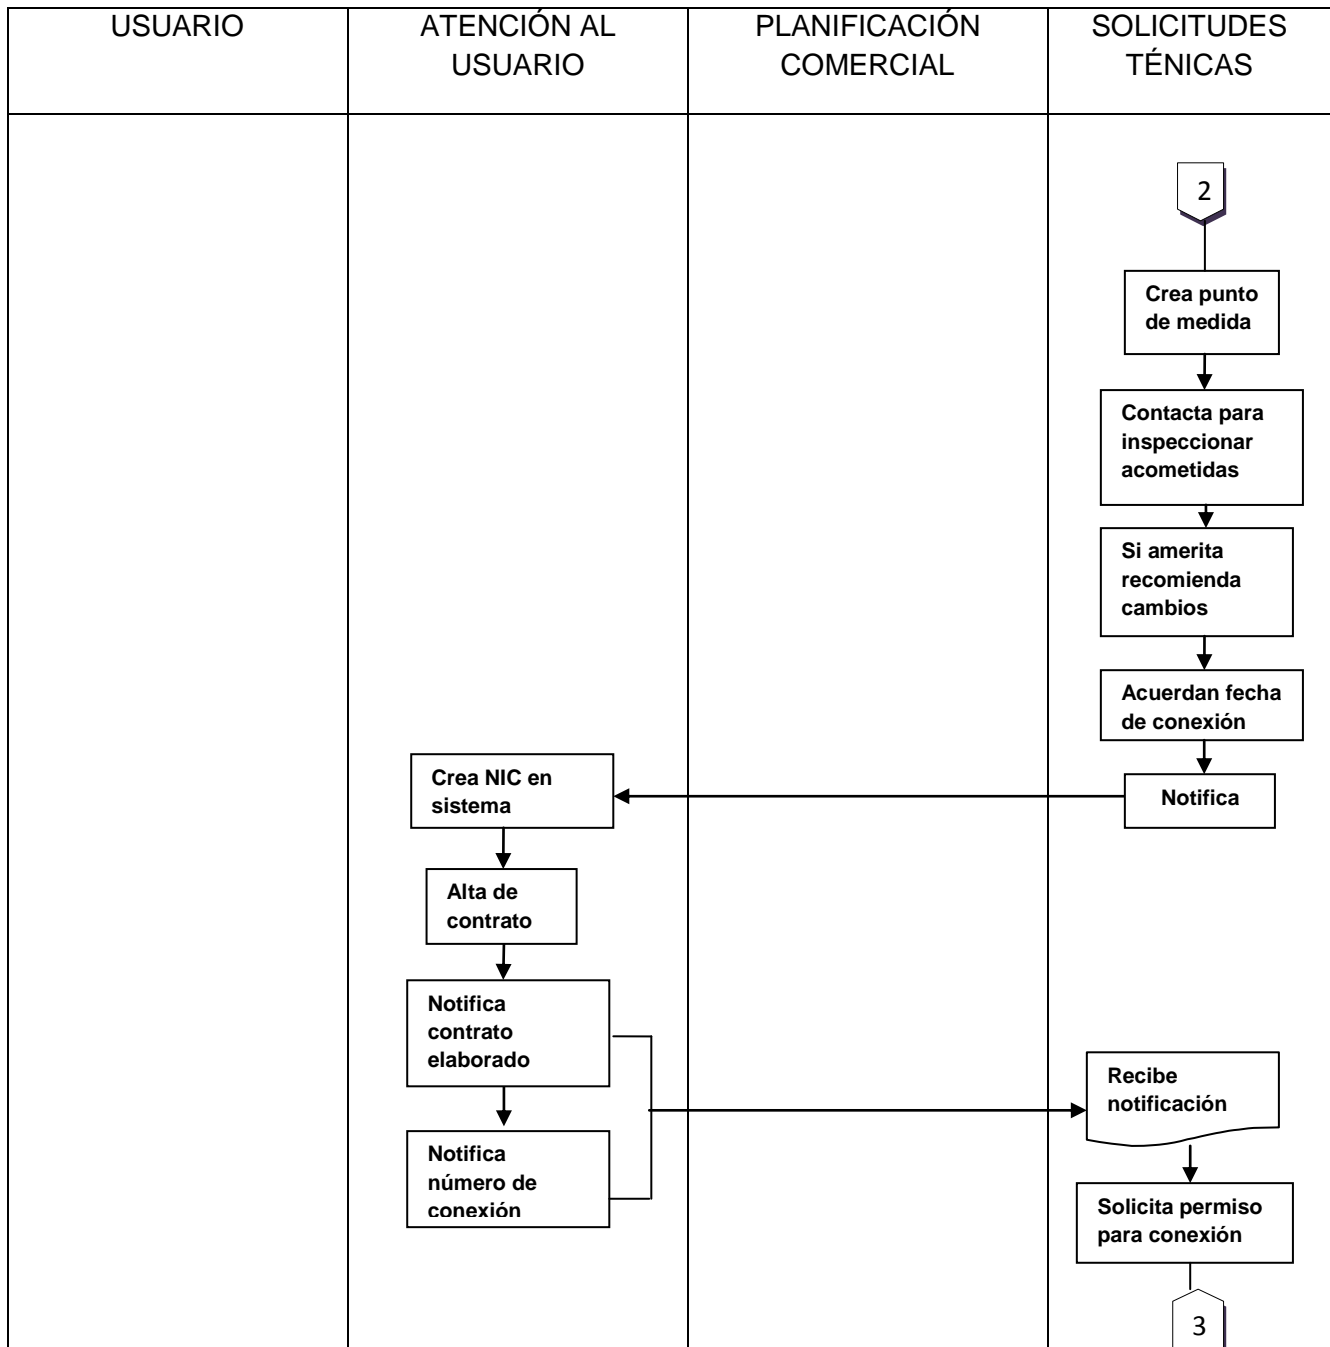 USUARIO
ATENCIÓN AL
USUARIO
PLANIFICACIÓN
COMERCIAL
SOLICITUDES
TÉNICAS
2
Crea punto
de medida
Contacta para
inspeccionar
acometidas
Si amerita
recomienda
cambios
Acuerdan fecha
de conexión
Notifica
Crea NIC en
sistema
Alta de
contrato
Notifica
contrato
elaborado
Notifica
número de
conexión
Recibe
notificación
Solicita permiso
para conexión
3